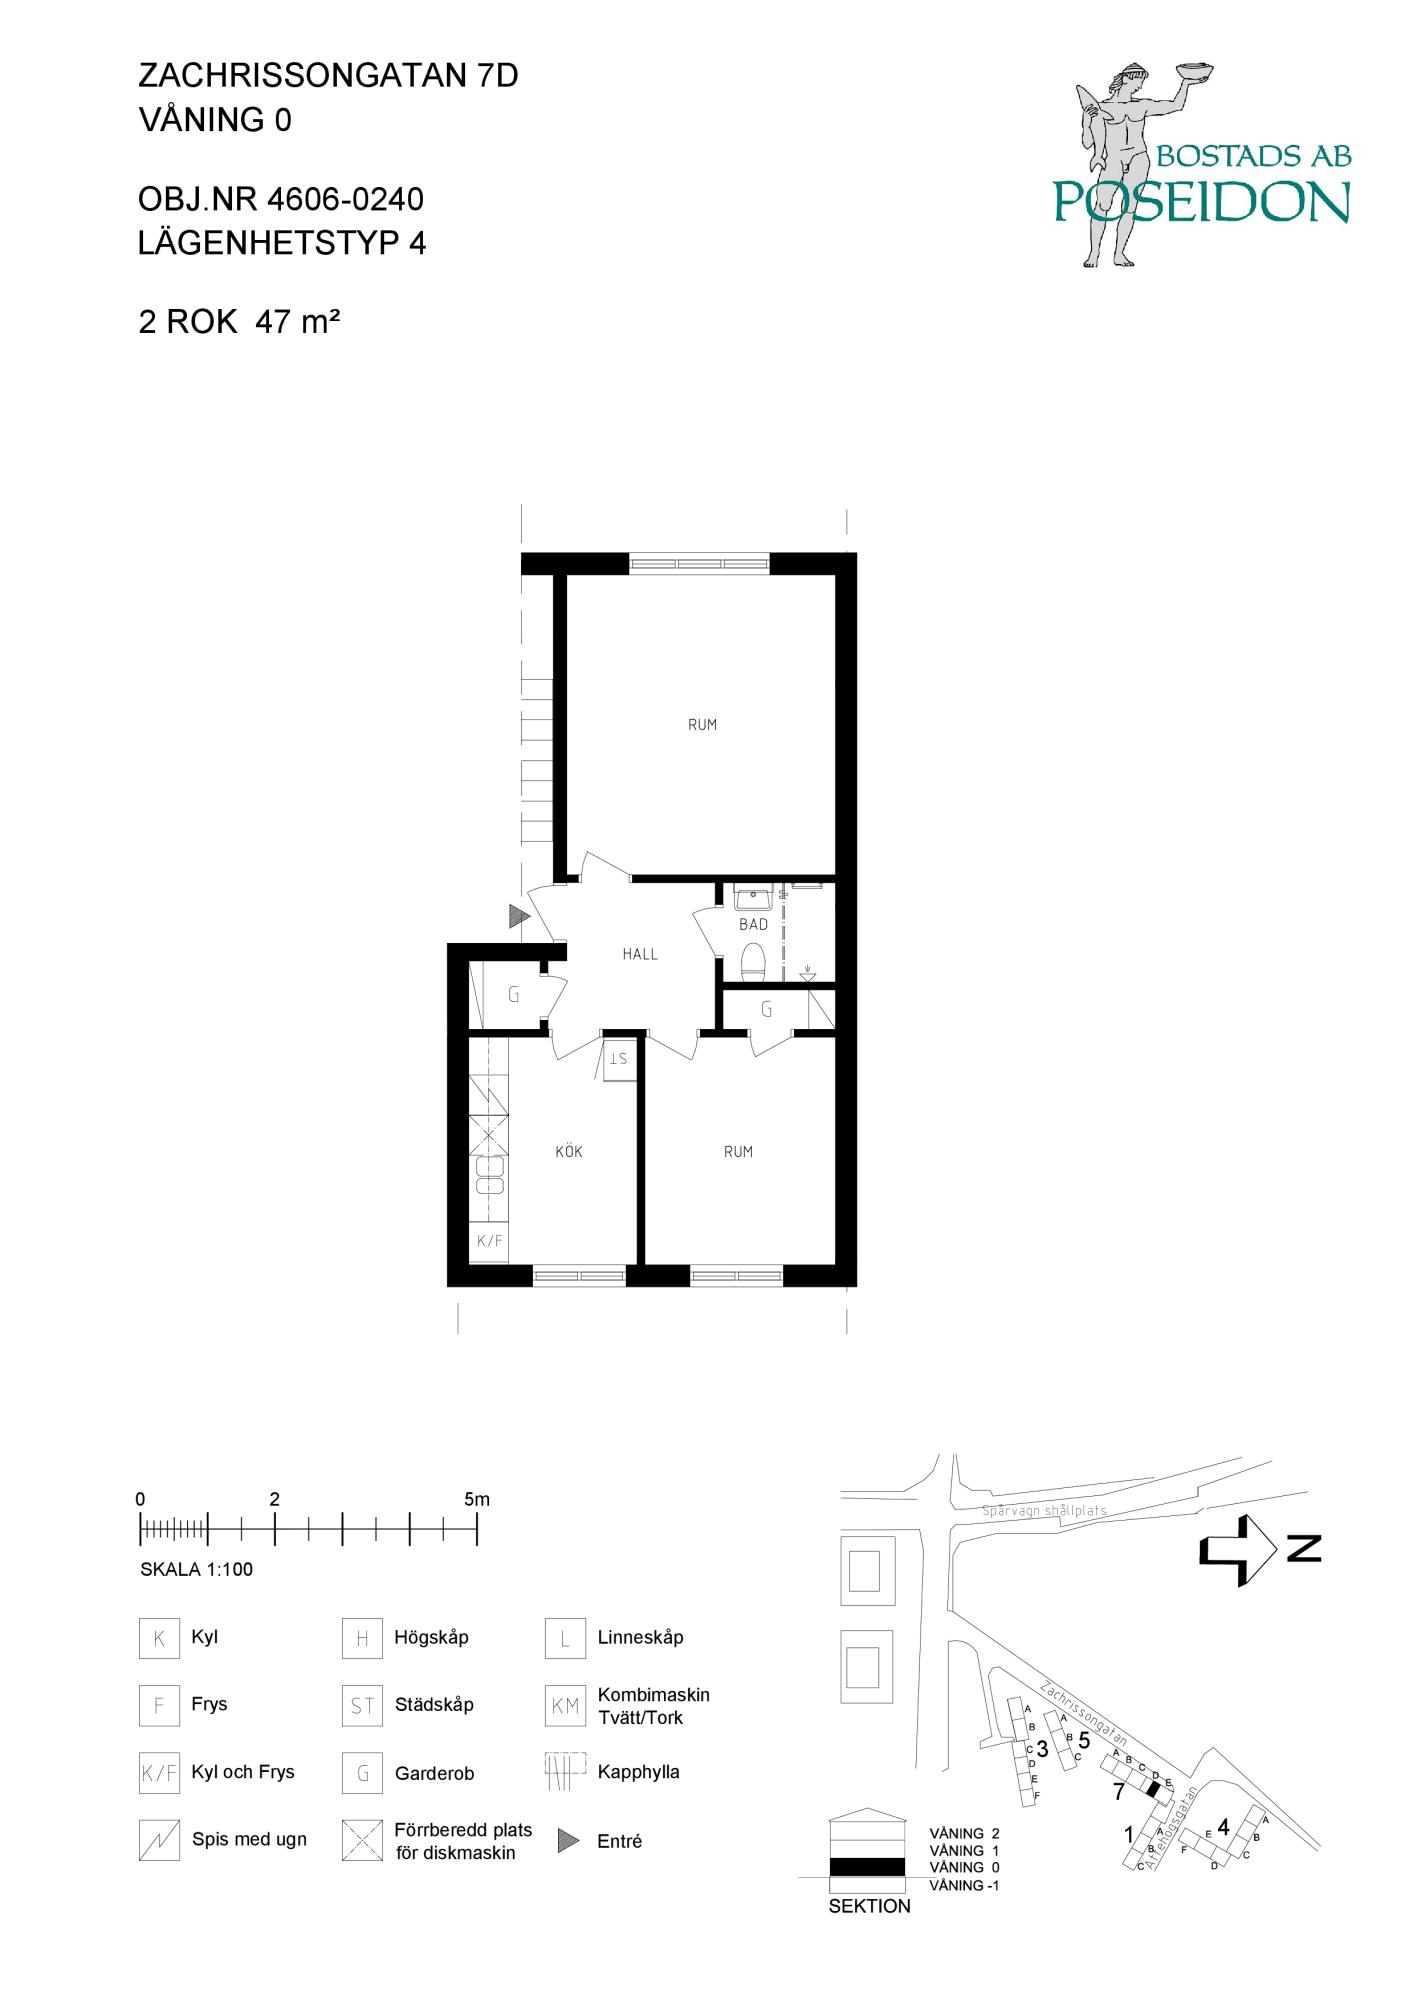 ZACHRISSONGATAN 7D
VÅNING 0
OBJ.NR 4606-0240
LÄGENHETSTYP 4
2 ROK 47 m²
BOSTADS AB
POSEIDON
RUM
BAD
HALL
G
G
ST
KÖK
RUM
K/F
0 2 5m
SKALA 1:100
K Kyl
F Frys
K/F Kyl och Frys
Spis med ugn
H Högskåp
ST Städskåp
G Garderob
Förrberedd plats
för diskmaskin
L Linneskåp
KM Kombimaskin
Tvätt/Tork
Kapphylla
Entré
Spårvagn shållplats
N
Zachrissongatan
A
B
C
D
E
F
3
A
B
C
5
A B C D E
7
1
A
B
C
E
F
D
4
A
B
C
VÅNING 2
VÅNING 1
VÅNING 0
VÅNING -1
SEKTION